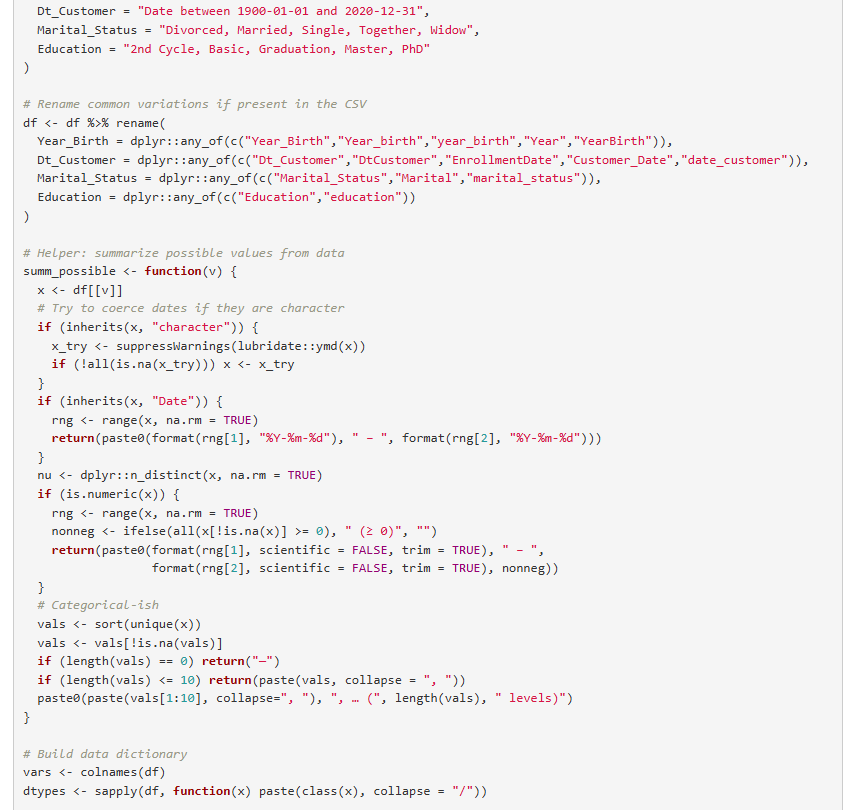 Dt_Customer = "Date between 1900-01-01 and 2020-12-31",
  Marital_Status = "Divorced, Married, Single, Together, Widow",
  Education = "2nd Cycle, Basic, Graduation, Master, PhD"
)

# Rename common variations if present in the CSV
df <- df %>% rename(
  Year_Birth = dplyr::any_of(c("Year_Birth","Year_birth","year_birth","Year","YearBirth")),
  Dt_Customer = dplyr::any_of(c("Dt_Customer","DtCustomer","EnrollmentDate","Customer_Date","date_customer")),
  Marital_Status = dplyr::any_of(c("Marital_Status","Marital","marital_status")),
  Education = dplyr::any_of(c("Education","education"))
)

# Helper: summarize possible values from data
summ_possible <- function(v) {
  x <- df[[v]]
  # Try to coerce dates if they are character
  if (inherits(x, "character")) {
    x_try <- suppressWarnings(lubridate::ymd(x))
    if (!all(is.na(x_try))) x <- x_try
  }
  if (inherits(x, "Date")) {
    rng <- range(x, na.rm = TRUE)
    return(paste0(format(rng[1], "%Y-%m-%d"), " – ", format(rng[2], "%Y-%m-%d")))
  }
  nu <- dplyr::n_distinct(x, na.rm = TRUE)
  if (is.numeric(x)) {
    rng <- range(x, na.rm = TRUE)
    nonneg <- ifelse(all(x[!is.na(x)] >= 0), " (≥ 0)", "")
    return(paste0(format(rng[1], scientific = FALSE, trim = TRUE), " – ",
                  format(rng[2], scientific = FALSE, trim = TRUE), nonneg))
  }
  # Categorical-ish
  vals <- sort(unique(x))
  vals <- vals[!is.na(vals)]
  if (length(vals) == 0) return("—")
  if (length(vals) <= 10) return(paste(vals, collapse = ", "))
  paste0(paste(vals[1:10], collapse=", "), ", … (", length(vals), " levels)")
}

# Build data dictionary
vars <- colnames(df)
dtypes <- sapply(df, function(x) paste(class(x), collapse = "/"))